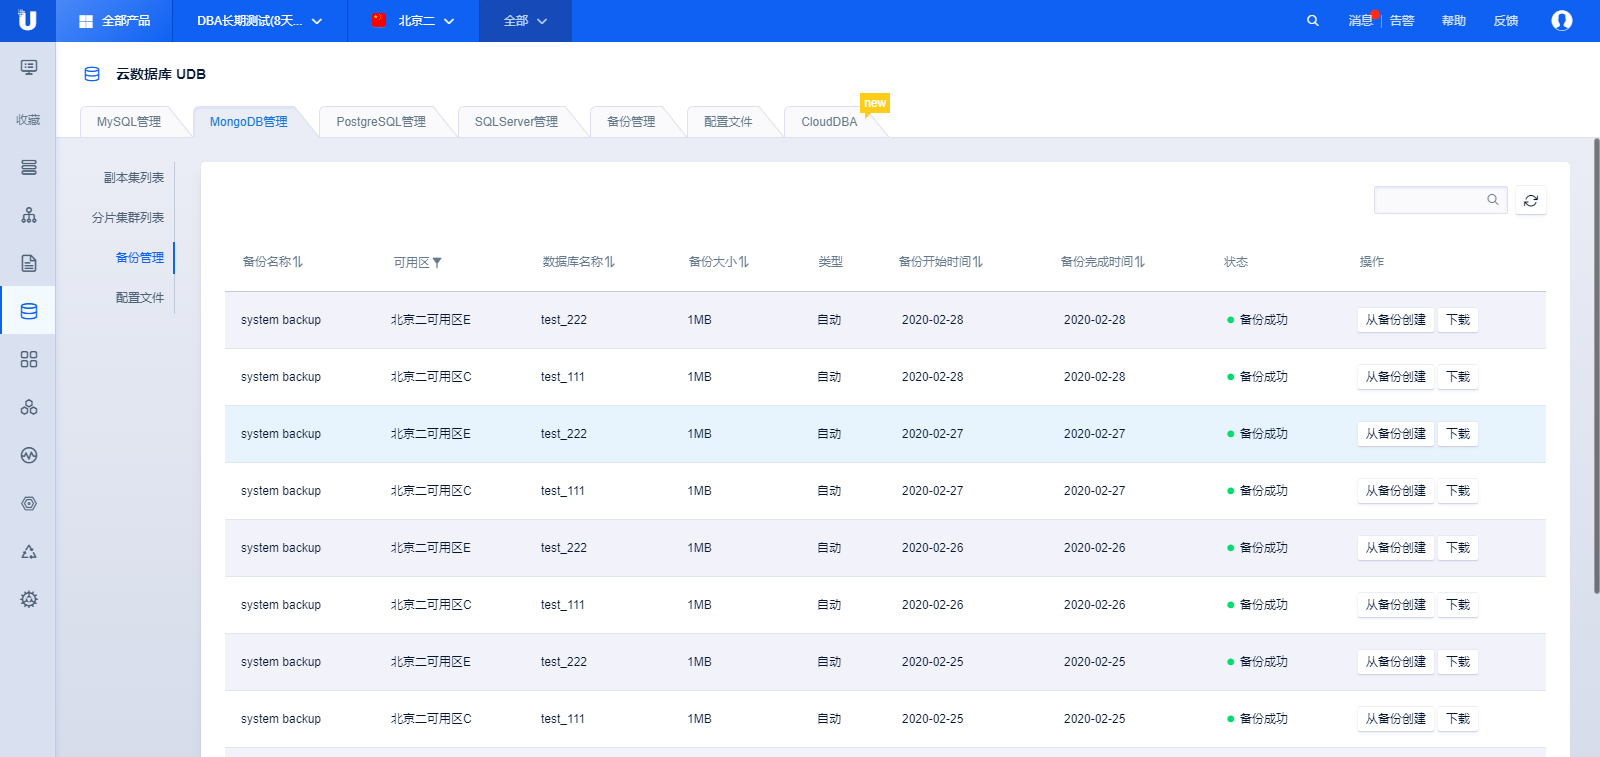 U 全部产品 DBA长期测试(8天... 北京二 全部 消息 告警 帮助 反馈
云数据库 UDB
new
MySQL管理 MongoDB管理 PostgreSQL管理 SQLServer管理 备份管理 配置文件 CloudDBA
收藏
副本集列表
分片集群列表
备份管理
配置文件
备份名称 可用区 数据库名称 备份大小 类型 备份开始时间 备份完成时间 状态 操作
system backup 北京二可用区E test_222 1MB 自动 2020-02-28 2020-02-28 备份成功 从备份创建 下载
system backup 北京二可用区C test_111 1MB 自动 2020-02-28 2020-02-28 备份成功 从备份创建 下载
system backup 北京二可用区E test_222 1MB 自动 2020-02-27 2020-02-27 备份成功 从备份创建 下载
system backup 北京二可用区C test_111 1MB 自动 2020-02-27 2020-02-27 备份成功 从备份创建 下载
system backup 北京二可用区E test_222 1MB 自动 2020-02-26 2020-02-26 备份成功 从备份创建 下载
system backup 北京二可用区C test_111 1MB 自动 2020-02-26 2020-02-26 备份成功 从备份创建 下载
system backup 北京二可用区E test_222 1MB 自动 2020-02-25 2020-02-25 备份成功 从备份创建 下载
system backup 北京二可用区C test_111 1MB 自动 2020-02-25 2020-02-25 备份成功 从备份创建 下载